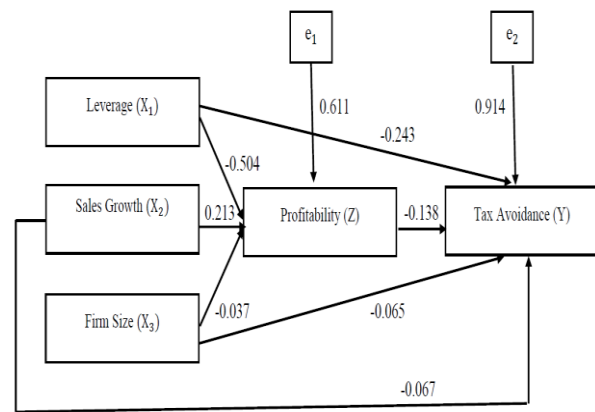 e₁
e₂
0.611
0.914
Leverage (X₁)
-0.243
-0.504
Sales Growth (X₂)
0.213
Profitability (Z)
-0.138
Tax Avoidance (Y)
-0.037
-0.065
Firm Size (X₃)
-0.067